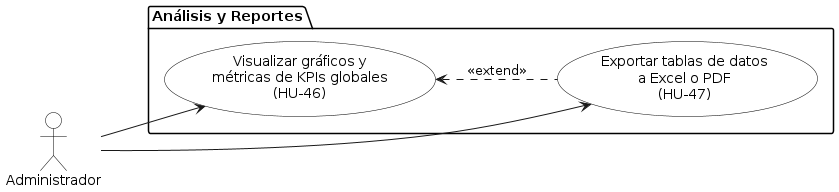 Análisis y Reportes
Visualizar gráficos y
métricas de KPIs globales
(HU-46)
«extend»
Exportar tablas de datos
a Excel o PDF
(HU-47)
Administrador